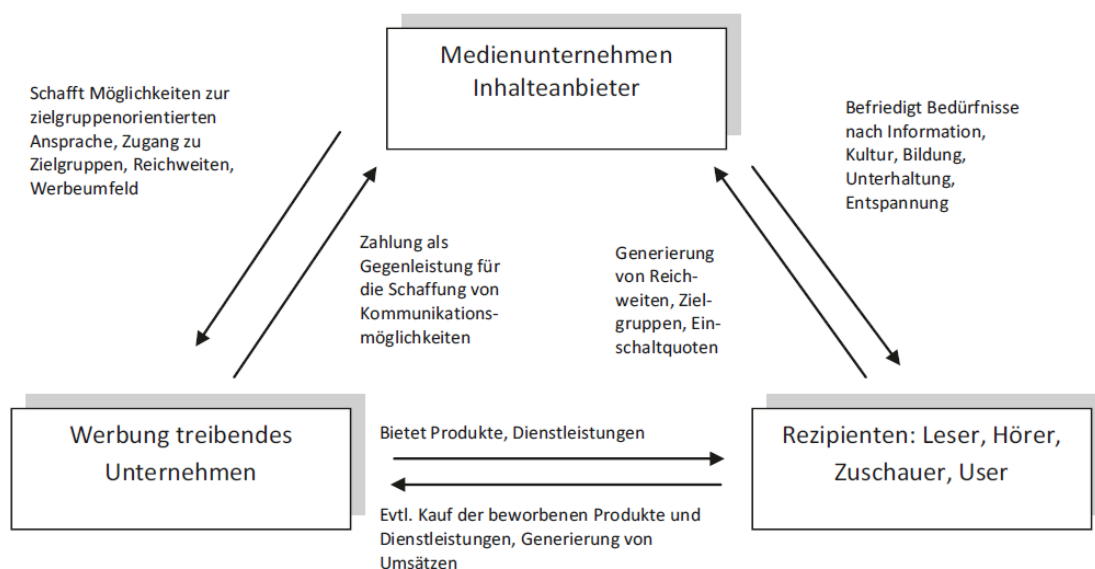 Medienunternehmen
Inhalteanbieter
Schafft Möglichkeiten zur
zielgruppenorientierten
Ansprache, Zugang zu
Zielgruppen, Reichweiten,
Werbeumfeld
Befriedigt Bedürfnisse
nach Information,
Kultur, Bildung,
Unterhaltung,
Entspannung
Zahlung als
Gegenleistung für
die Schaffung von
Kommunikations-
möglichkeiten
Generierung
von Reich-
weiten, Ziel-
gruppen, Ein-
schaltquoten
Werbung treibendes
Unternehmen
Bietet Produkte, Dienstleistungen
Evtl. Kauf der beworbenen Produkte und
Dienstleistungen, Generierung von
Umsätzen
Rezipienten: Leser, Hörer,
Zuschauer, User